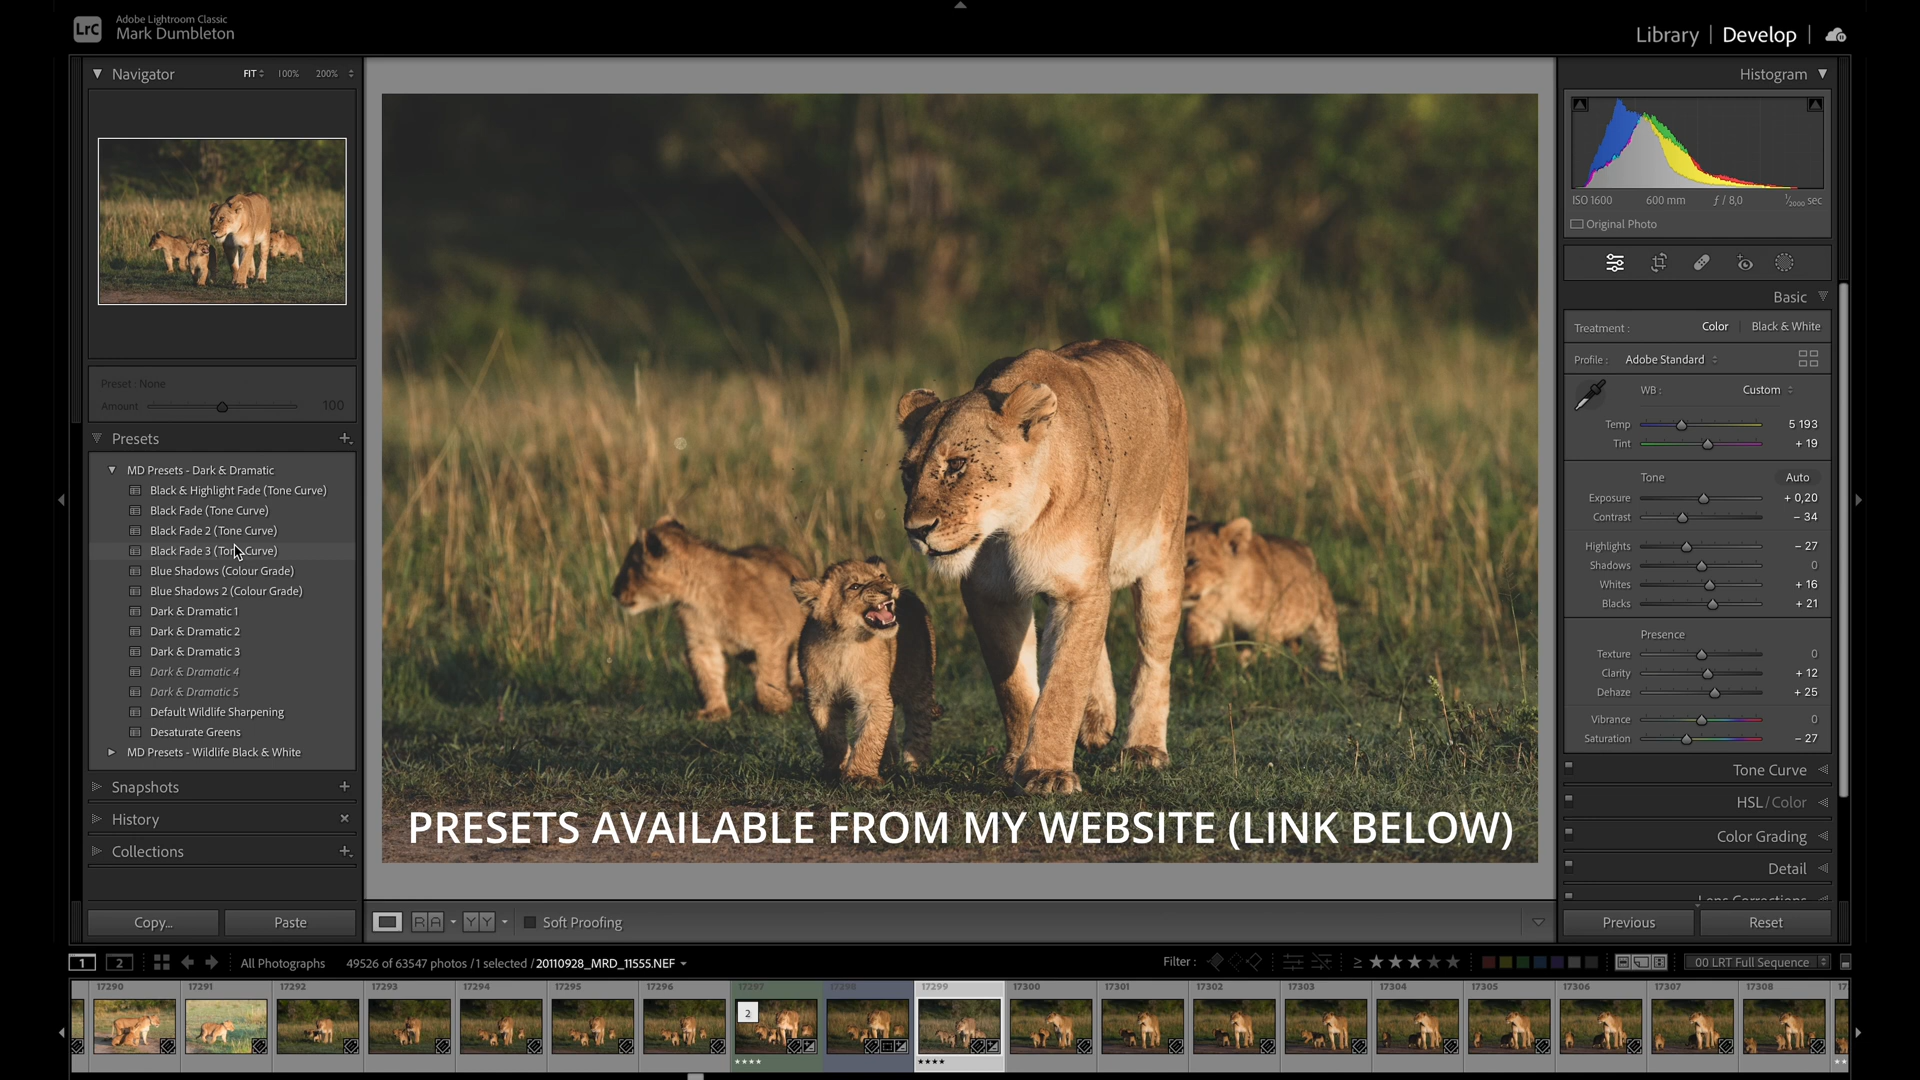 Adobe Lightroom Classic
Mark Dumbleton
LrC
Library | Develop
Navigator
FIT 100% 200%
Preset : None
Amount 100
Presets
MD Presets - Dark & Dramatic
Black & Highlight Fade (Tone Curve)
Black Fade (Tone Curve)
Black Fade 2 (Tone Curve)
Black Fade 3 (Tone Curve)
Blue Shadows (Colour Grade)
Blue Shadows 2 (Colour Grade)
Dark & Dramatic 1
Dark & Dramatic 2
Dark & Dramatic 3
Dark & Dramatic 4
Dark & Dramatic 5
Default Wildlife Sharpening
Desaturate Greens
MD Presets - Wildlife Black & White
Snapshots
History
Collections
Copy... Paste
PRESETS AVAILABLE FROM MY WEBSITE (LINK BELOW)
R A Y Y Soft Proofing
Histogram
ISO 1600 600 mm ƒ / 8,0 1/2000 sec
Original Photo
Basic
Treatment : Color Black & White
Profile : Adobe Standard
WB : Custom
Temp 5 193
Tint + 19
Tone Auto
Exposure + 0,20
Contrast − 34
Highlights − 27
Shadows 0
Whites + 16
Blacks + 21
Presence
Texture 0
Clarity + 12
Dehaze + 25
Vibrance 0
Saturation − 27
Tone Curve
HSL / Color
Color Grading
Detail
Lens Corrections
Previous Reset
1 2 All Photographs 49526 of 63547 photos / 1 selected / 20110928_MRD_11555.NEF Filter : ≥ ★★★★★ 00 LRT Full Sequence
17290 17291 17292 17293 17294 17295 17296 17297 17298 17299 17300 17301 17302 17303 17304 17305 17306 17307 17308 17
2
★★★★ ★★★★ ★★